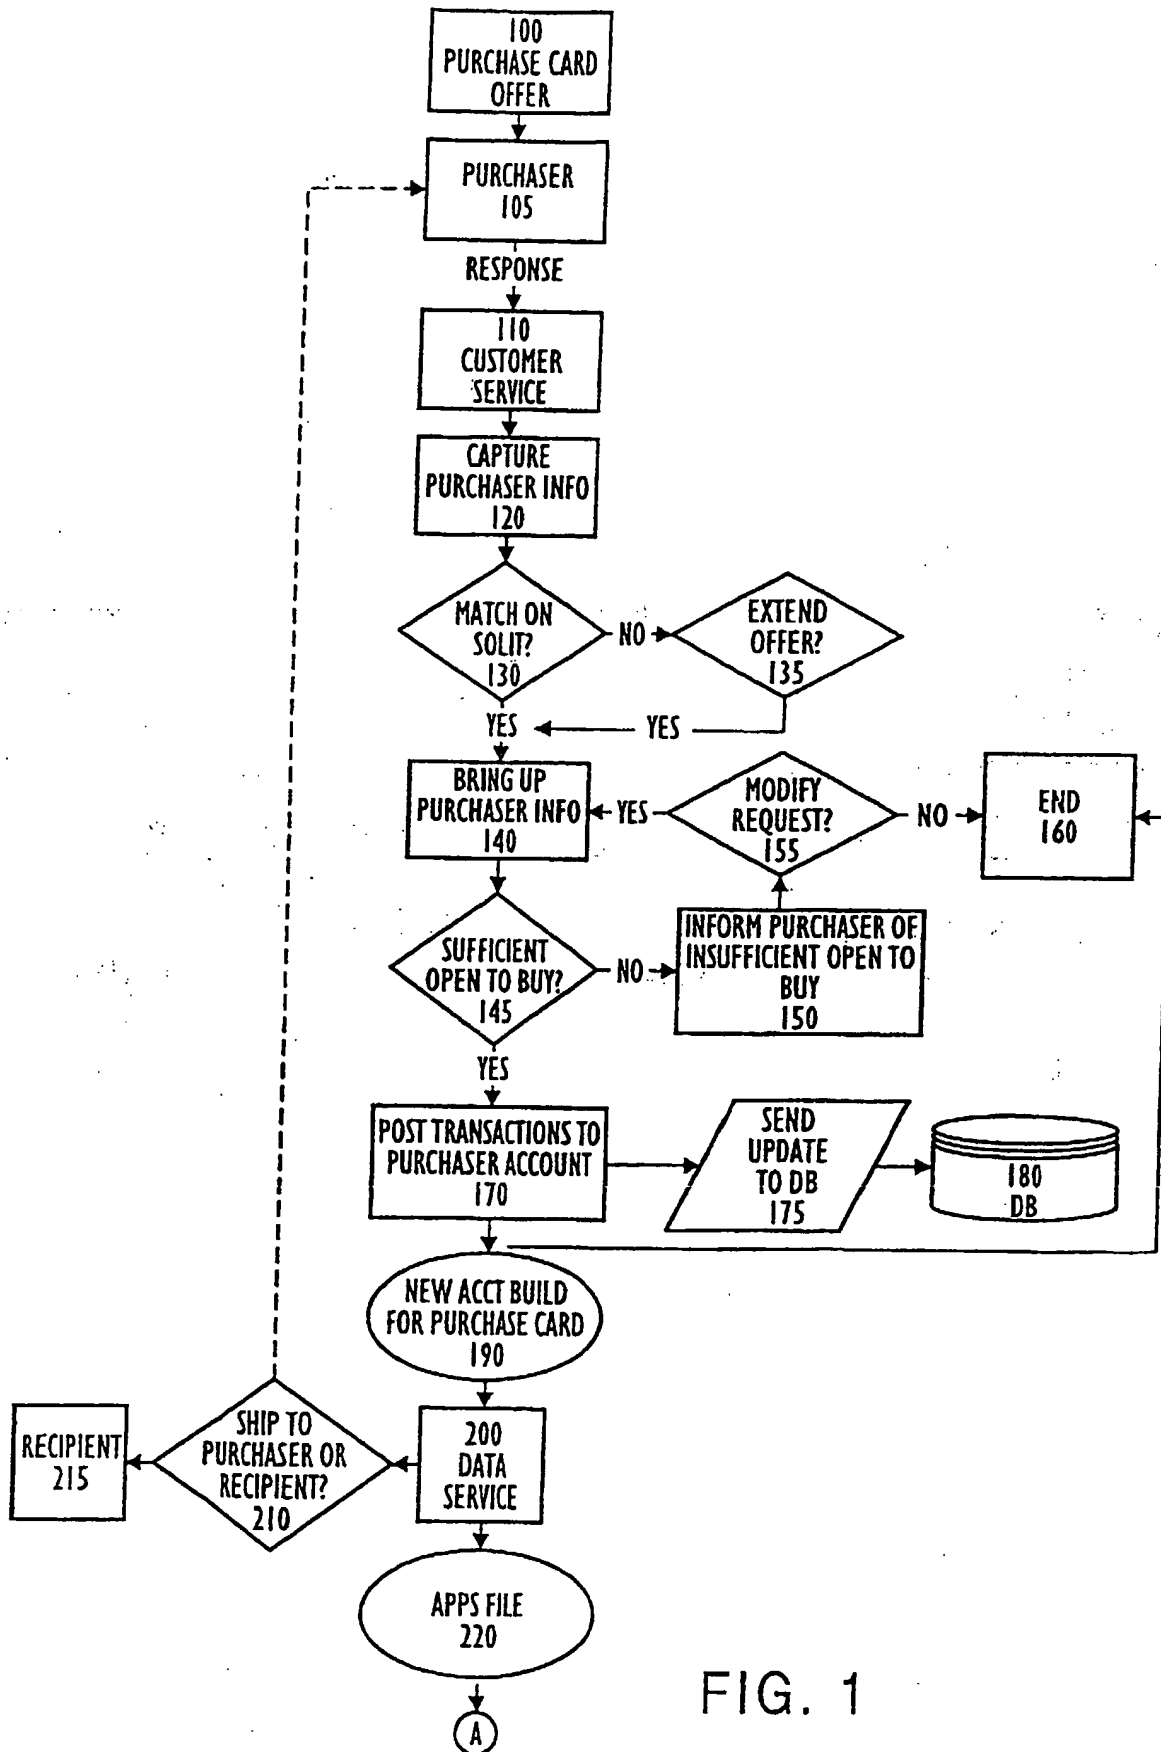 100
PURCHASE CARD
OFFER
PURCHASER
105
RESPONSE
110
CUSTOMER
SERVICE
CAPTURE
PURCHASER INFO
120
MATCH ON
SOLIT?
130
NO
EXTEND
OFFER?
135
YES
YES
BRING UP
PURCHASER INFO
140
YES
MODIFY
REQUEST?
155
NO
END
160
SUFFICIENT
OPEN TO BUY?
145
NO
INFORM PURCHASER OF
INSUFFICIENT OPEN TO
BUY
150
YES
POST TRANSACTIONS TO
PURCHASER ACCOUNT
170
SEND
UPDATE
TO DB
175
180
DB
NEW ACCT BUILD
FOR PURCHASE CARD
190
RECIPIENT
215
SHIP TO
PURCHASER OR
RECIPIENT?
210
200
DATA
SERVICE
APPS FILE
220
A
FIG. 1